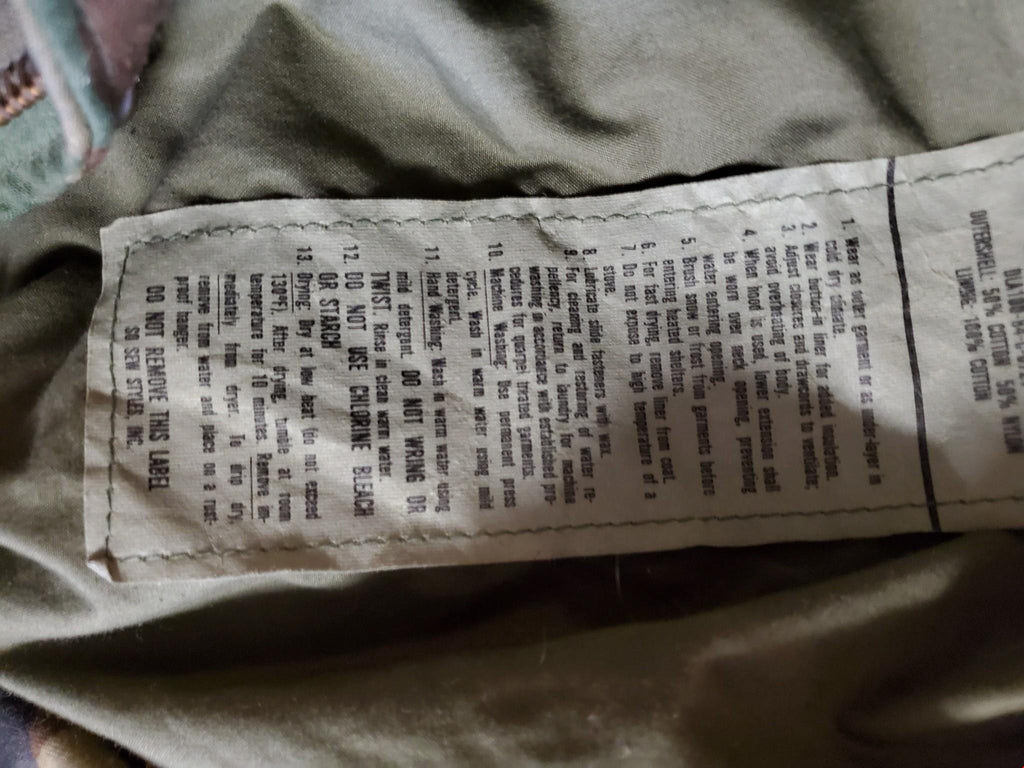 OUTERSHELL: 50% COTTON 50% NYLON
LINING: 100% COTTON
1. Wear as outer garment or as under-layer in
cold dry climate.
2. Wear button-in liner for added insulation.
3. Adjust closures and drawcords to ventilate;
avoid overheating of body.
4. When hood is used, lower extension shall
be worn over neck opening, preventing
water entering opening.
5. Brush snow or frost from garments before
entering heated shelters.
6. For fast drying, remove liner from coat.
7. Do not expose to high temperature of a
stove.
8. Lubricate slide fasteners with wax.
9. For cleaning and restoring of water re-
pelency, return to laundry for machine
washing in accordance with established pro-
cedures for quarpel treated garments.
10. Machine Washing: Use permanent press
cycle. Wash in warm water using mild
detergent.
11. Hand Washing: Wash in warm water using
mild detergent. DO NOT WRING OR
TWIST. Rinse in clean warm water.
12. DO NOT USE CHLORINE BLEACH
OR STARCH
13. Drying: Dry at low heat (do not exceed
130°F). After drying, tumble at room
temperature for 10 minutes. Remove im-
mediately from dryer. To drip dry,
remove from water and place on a rust-
proof hanger.
DO NOT REMOVE THIS LABEL
SO SEW STYLES, INC.